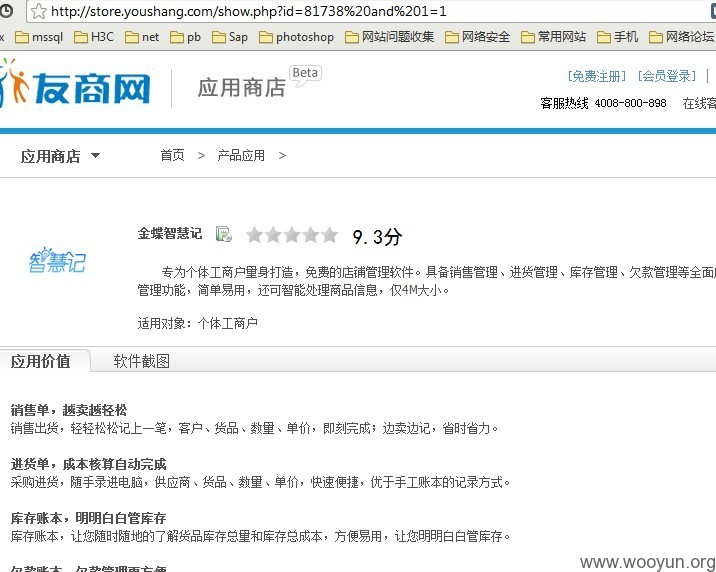 http://store.youshang.com/show.php?id=81738%20and%201=1
mssql H3C net pb Sap photoshop 网站问题收集 网络安全 常用网站 手机 网络论坛
友商网 应用商店 Beta
[免费注册] [会员登录] |
客服热线 4008-800-898 在线客
应用商店 首页 > 产品应用 >
金蝶智慧记 9.3分
智慧记
专为个体工商户量身打造，免费的店铺管理软件。具备销售管理、进货管理、库存管理、欠款管理等全面
管理功能，简单易用，还可智能处理商品信息，仅4M大小。
适用对象：个体工商户
应用价值 软件截图
销售单，越卖越轻松
销售出货，轻轻松松记上一笔，客户、货品、数量、单价，即刻完成；边卖边记，省时省力。
进货单，成本核算自动完成
采购进货，随手录进电脑，供应商、货品、数量、单价，快速便捷，优于手工账本的记录方式。
库存账本，明明白白管库存
库存账本，让您随时随地的了解货品库存总量和库存总成本，方便易用，让您明明白白管库存。
欠款账本，欠款管理更方便
www.wooyun.org